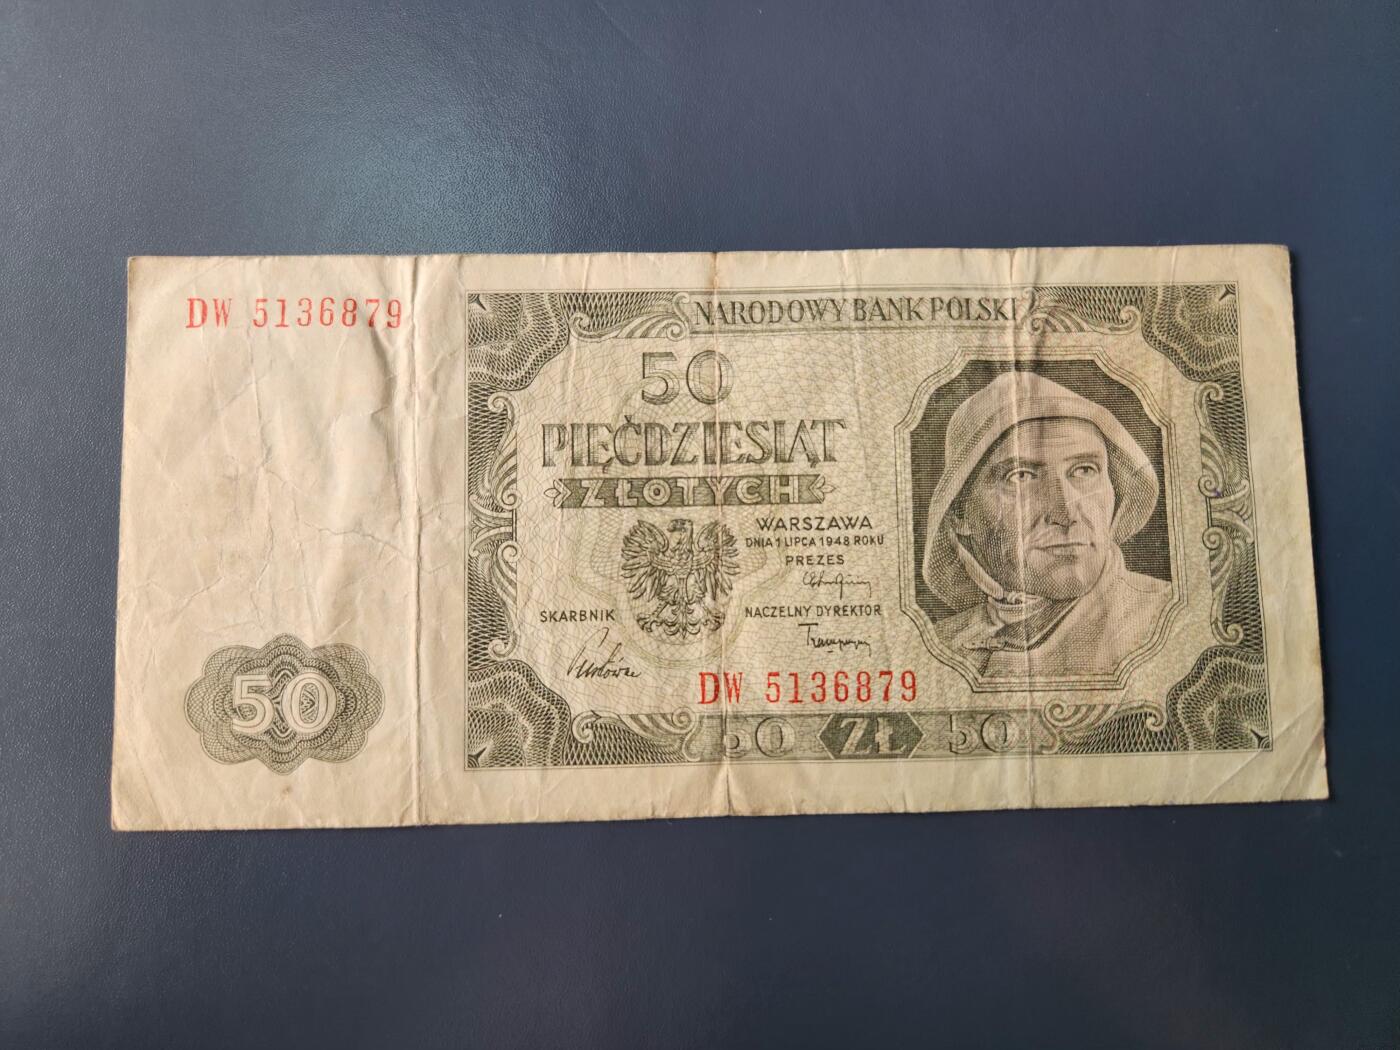 DW 5136879
NARODOWY BANK POLSKI
50
PIĘĆDZIESIĄT
ZŁOTYCH
WARSZAWA
DNIA 1 LIPCA 1948 ROKU
PREZES
SKARBNIK
NACZELNY DYREKTOR
DW 5136879
50
50 ZŁ 50